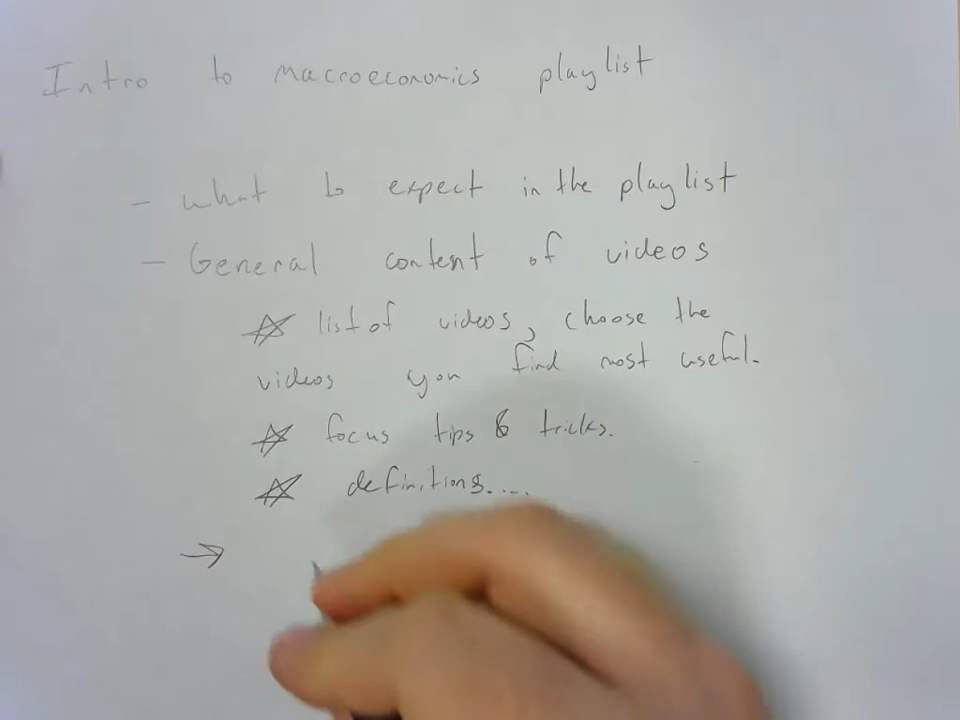 Intro to macroeconomics playlist
- what to expect in the playlist
- General content of videos
☆ list of videos, choose the
videos you find most useful.
☆ focus tips & tricks.
☆ definitions....
→